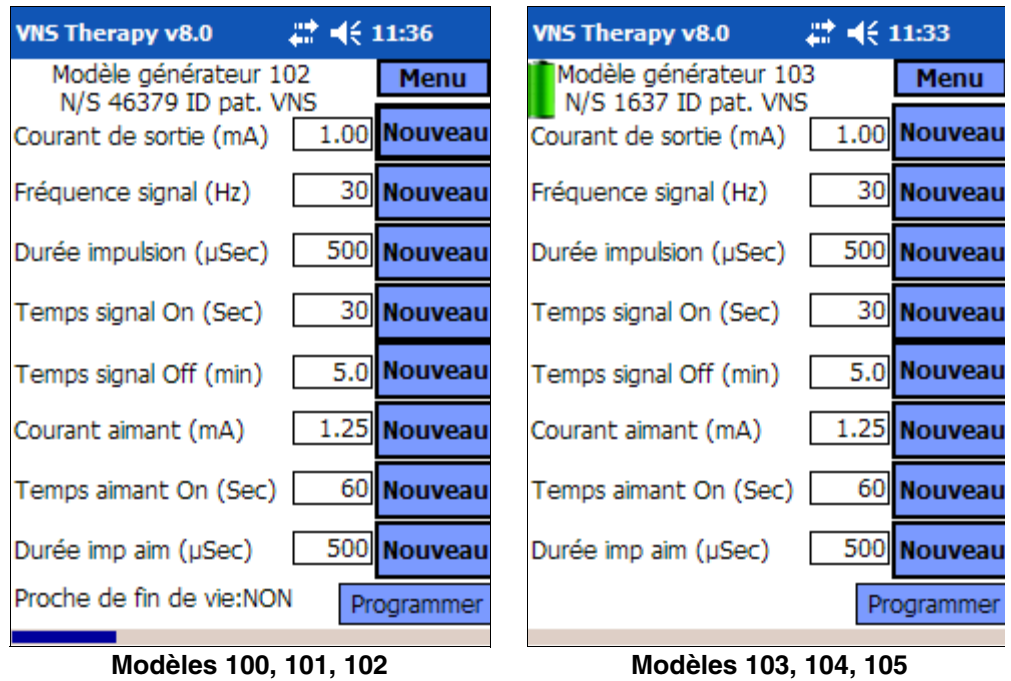 VNS Therapy v8.0 11:36
Modèle générateur 102 Menu
N/S 46379 ID pat. VNS
Courant de sortie (mA) 1.00 Nouveau
Fréquence signal (Hz) 30 Nouveau
Durée impulsion (µSec) 500 Nouveau
Temps signal On (Sec) 30 Nouveau
Temps signal Off (min) 5.0 Nouveau
Courant aimant (mA) 1.25 Nouveau
Temps aimant On (Sec) 60 Nouveau
Durée imp aim (µSec) 500 Nouveau
Proche de fin de vie:NON Programmer
Modèles 100, 101, 102
VNS Therapy v8.0 11:33
Modèle générateur 103 Menu
N/S 1637 ID pat. VNS
Courant de sortie (mA) 1.00 Nouveau
Fréquence signal (Hz) 30 Nouveau
Durée impulsion (µSec) 500 Nouveau
Temps signal On (Sec) 30 Nouveau
Temps signal Off (min) 5.0 Nouveau
Courant aimant (mA) 1.25 Nouveau
Temps aimant On (Sec) 60 Nouveau
Durée imp aim (µSec) 500 Nouveau
Programmer
Modèles 103, 104, 105